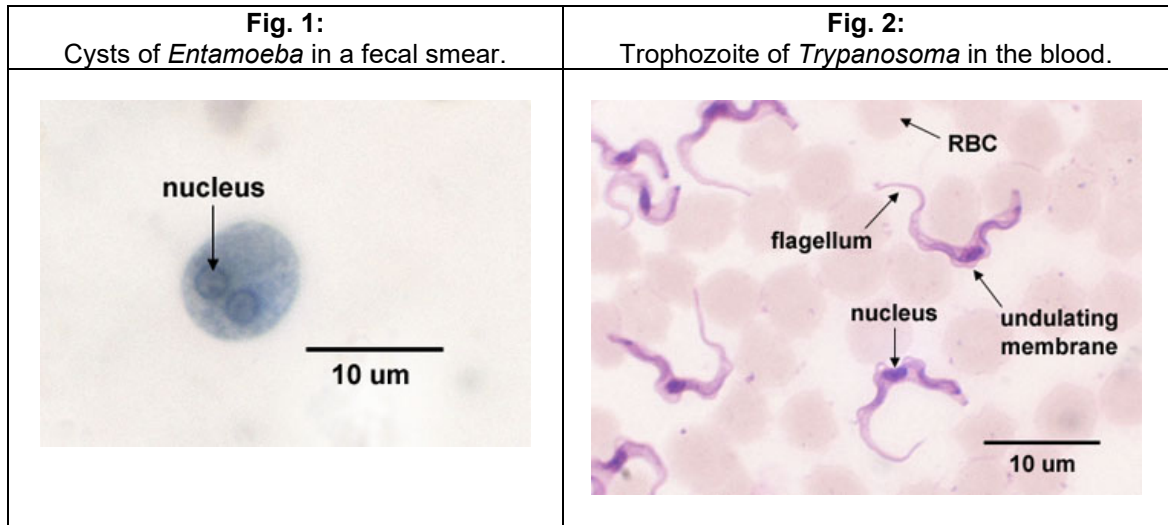 Fig. 1:
Cysts of Entamoeba in a fecal smear.
Fig. 2:
Trophozoite of Trypanosoma in the blood.
nucleus
10 um
RBC
flagellum
nucleus
undulating
membrane
10 um